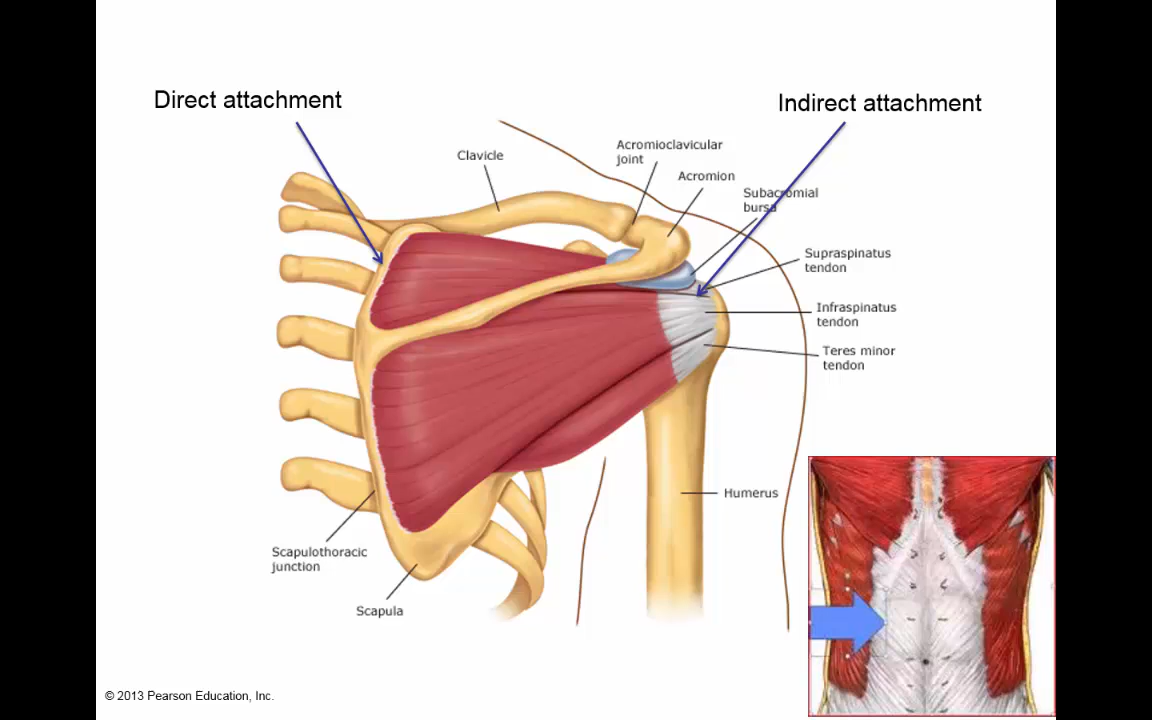 Direct attachment
Indirect attachment
Clavicle
Acromioclavicular
joint
Acromion
Subacromial
bursa
Supraspinatus
tendon
Infraspinatus
tendon
Teres minor
tendon
Humerus
Scapulothoracic
junction
Scapula
© 2013 Pearson Education, Inc.